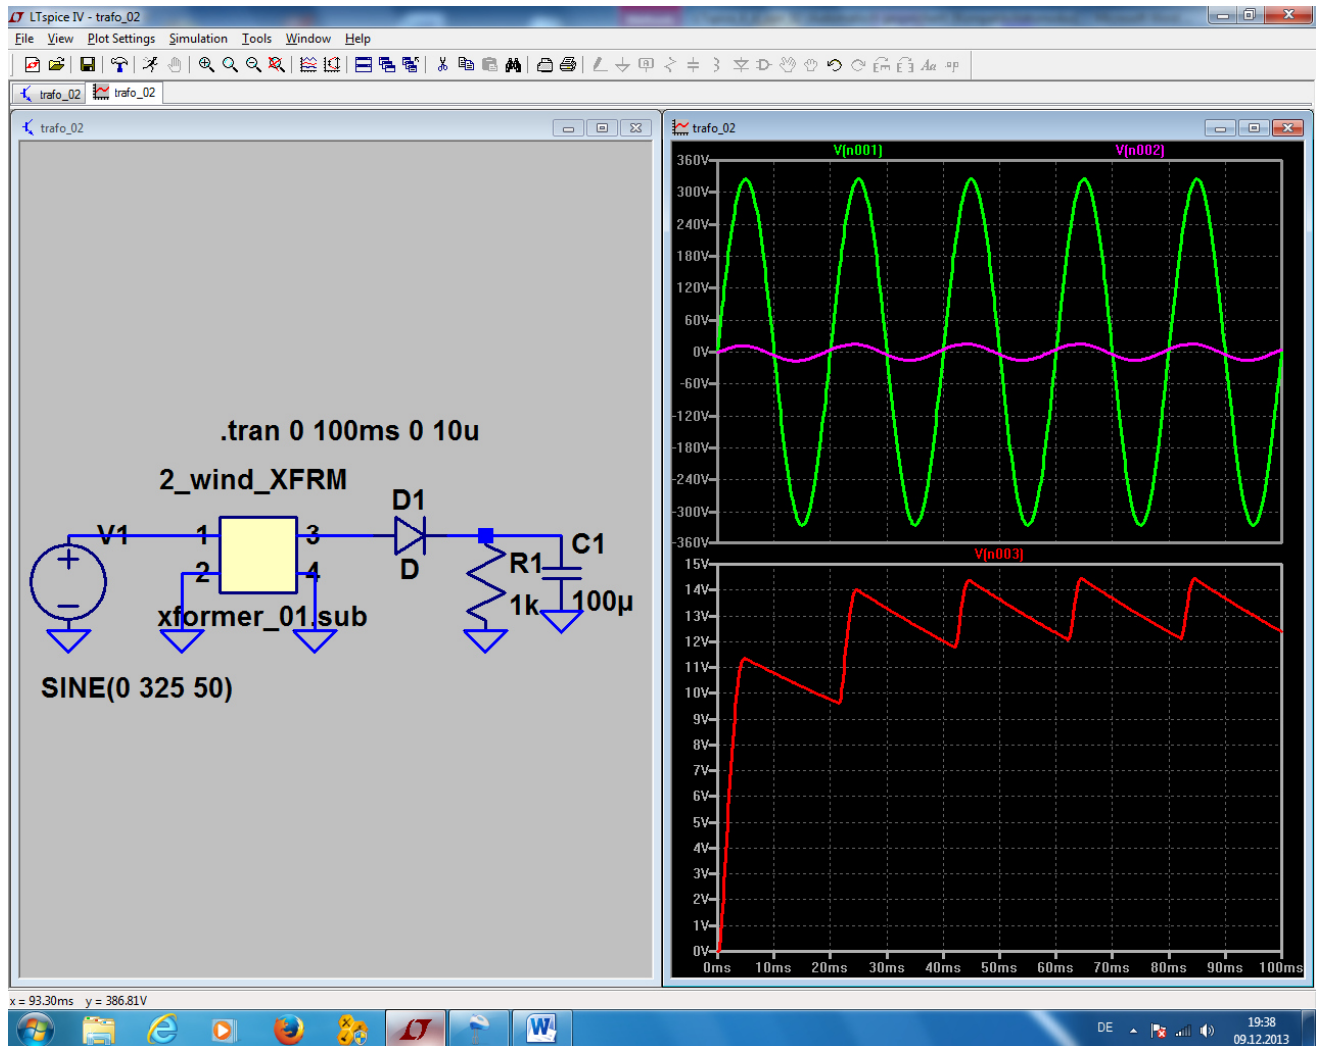 LTspice IV - trafo_02
File View Plot Settings Simulation Tools Window Help
trafo_02 trafo_02
trafo_02
.tran 0 100ms 0 10u
2_wind_XFRM
D1
V1 1 3
C1
R1
D
2 4
1k
100µ
xformer_01.sub
SINE(0 325 50)
trafo_02
V(n001) V(n002)
360V
300V
240V
180V
120V
60V
0V
-60V
-120V
-180V
-240V
-300V
-360V
V(n003)
15V
14V
13V
12V
11V
10V
9V
8V
7V
6V
5V
4V
3V
2V
1V
0V
0ms 10ms 20ms 30ms 40ms 50ms 60ms 70ms 80ms 90ms 100ms
x = 93.30ms y = 386.81V
DE
19:38
09.12.2013